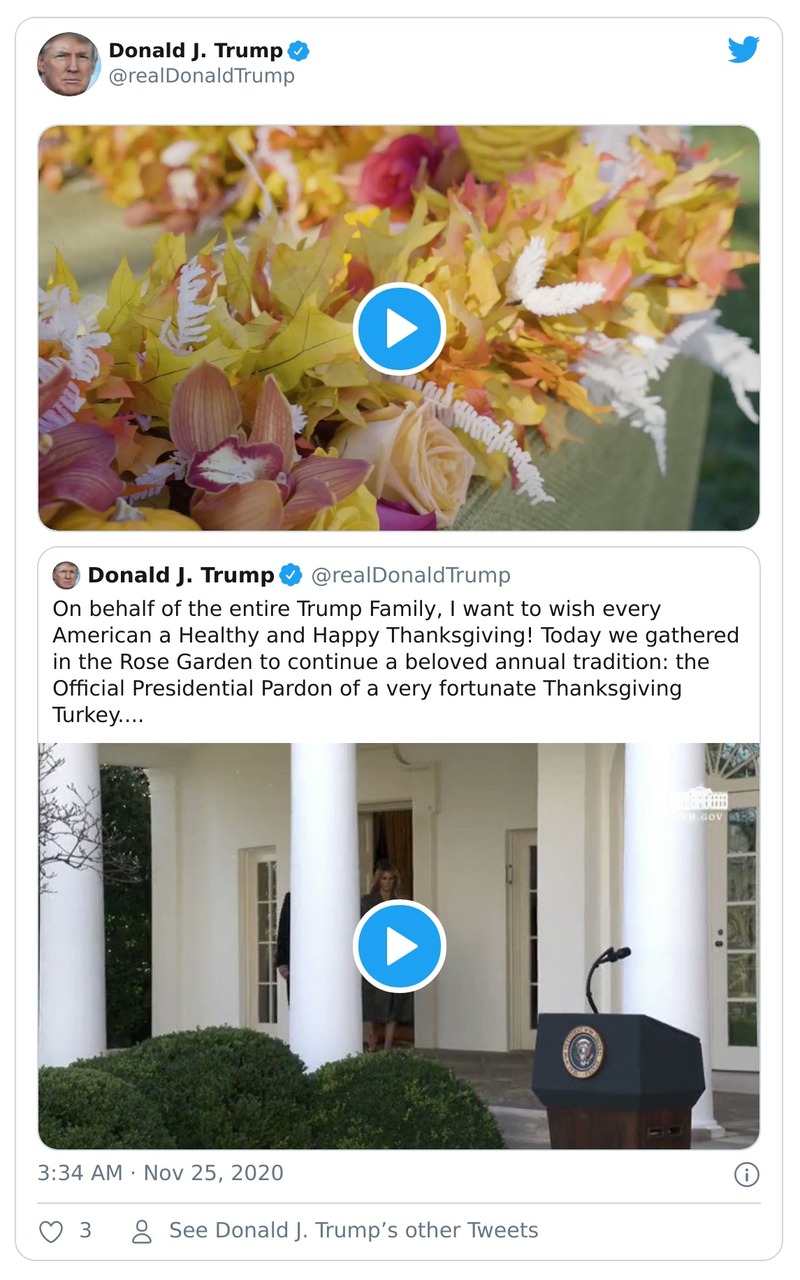 Donald J. Trump
@realDonaldTrump
Donald J. Trump @realDonaldTrump
On behalf of the entire Trump Family, I want to wish every
American a Healthy and Happy Thanksgiving! Today we gathered
in the Rose Garden to continue a beloved annual tradition: the
Official Presidential Pardon of a very fortunate Thanksgiving
Turkey....
WH.GOV
3:34 AM · Nov 25, 2020
3 See Donald J. Trump’s other Tweets